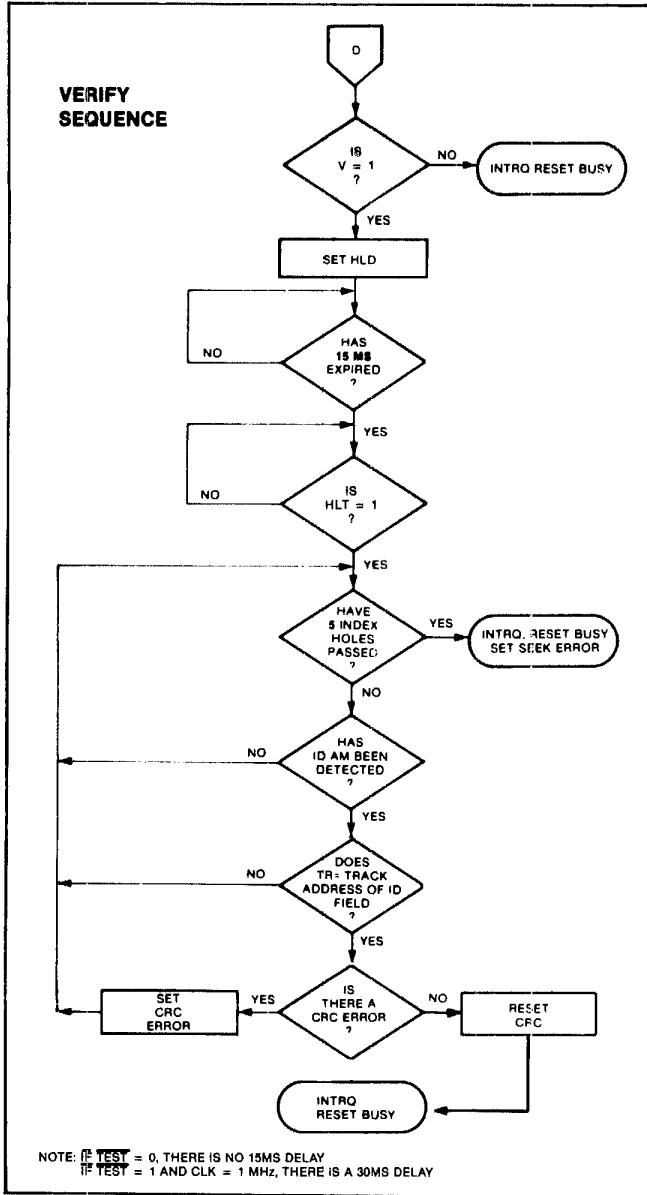 D
VERIFY
SEQUENCE
IS
V = 1
?
NO
INTRQ RESET BUSY
YES
SET HLD
HAS
15 MS
EXPIRED
?
NO
YES
IS
HLT = 1
?
NO
YES
HAVE
5 INDEX
HOLES
PASSED
?
YES
INTRQ, RESET BUSY
SET SEEK ERROR
NO
HAS
ID AM BEEN
DETECTED
?
NO
YES
DOES
TR = TRACK
ADDRESS OF ID
FIELD
?
NO
YES
IS
THERE A
CRC ERROR
?
YES
SET
CRC
ERROR
NO
RESET
CRC
INTRQ
RESET BUSY
NOTE: IF TEST = 0, THERE IS NO 15MS DELAY
IF TEST = 1 AND CLK = 1 MHz, THERE IS A 30MS DELAY